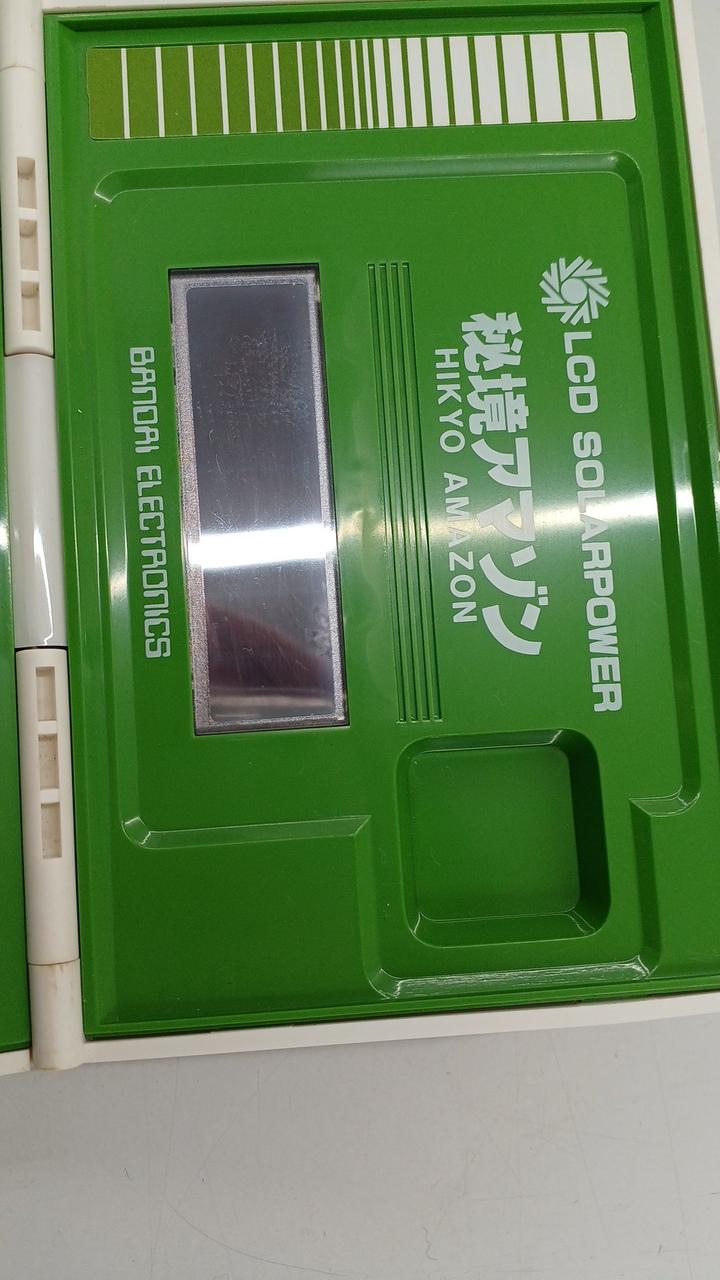 LCD SOLARPOWER
秘境アマゾン
HIKYO AMAZON
BANDAI ELECTRONICS